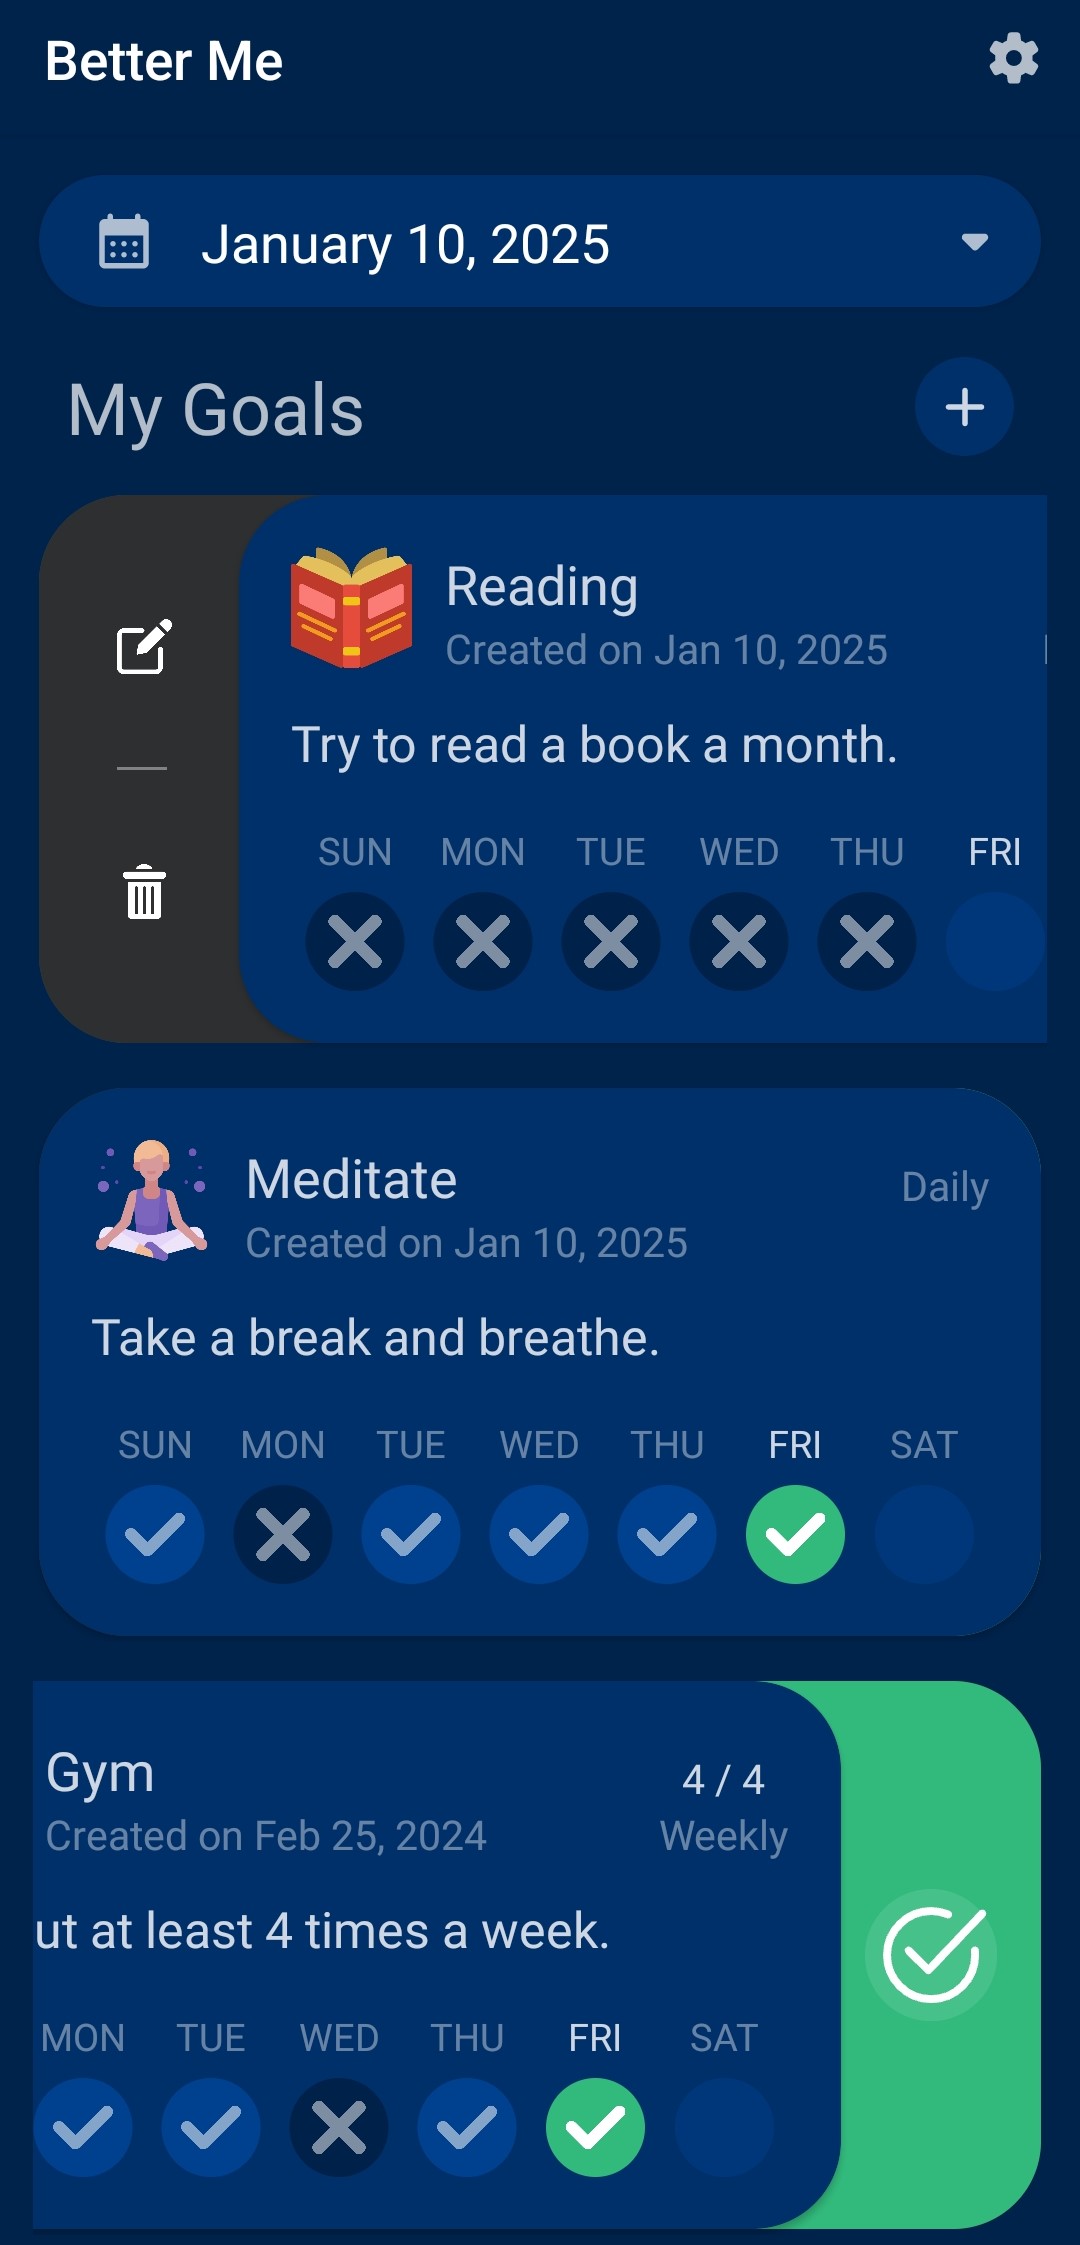 Better Me
January 10, 2025
My Goals
Reading
Created on Jan 10, 2025
Try to read a book a month.
SUN MON TUE WED THU FRI
Meditate
Daily
Created on Jan 10, 2025
Take a break and breathe.
SUN MON TUE WED THU FRI SAT
Gym
4 / 4
Created on Feb 25, 2024
Weekly
ut at least 4 times a week.
MON TUE WED THU FRI SAT